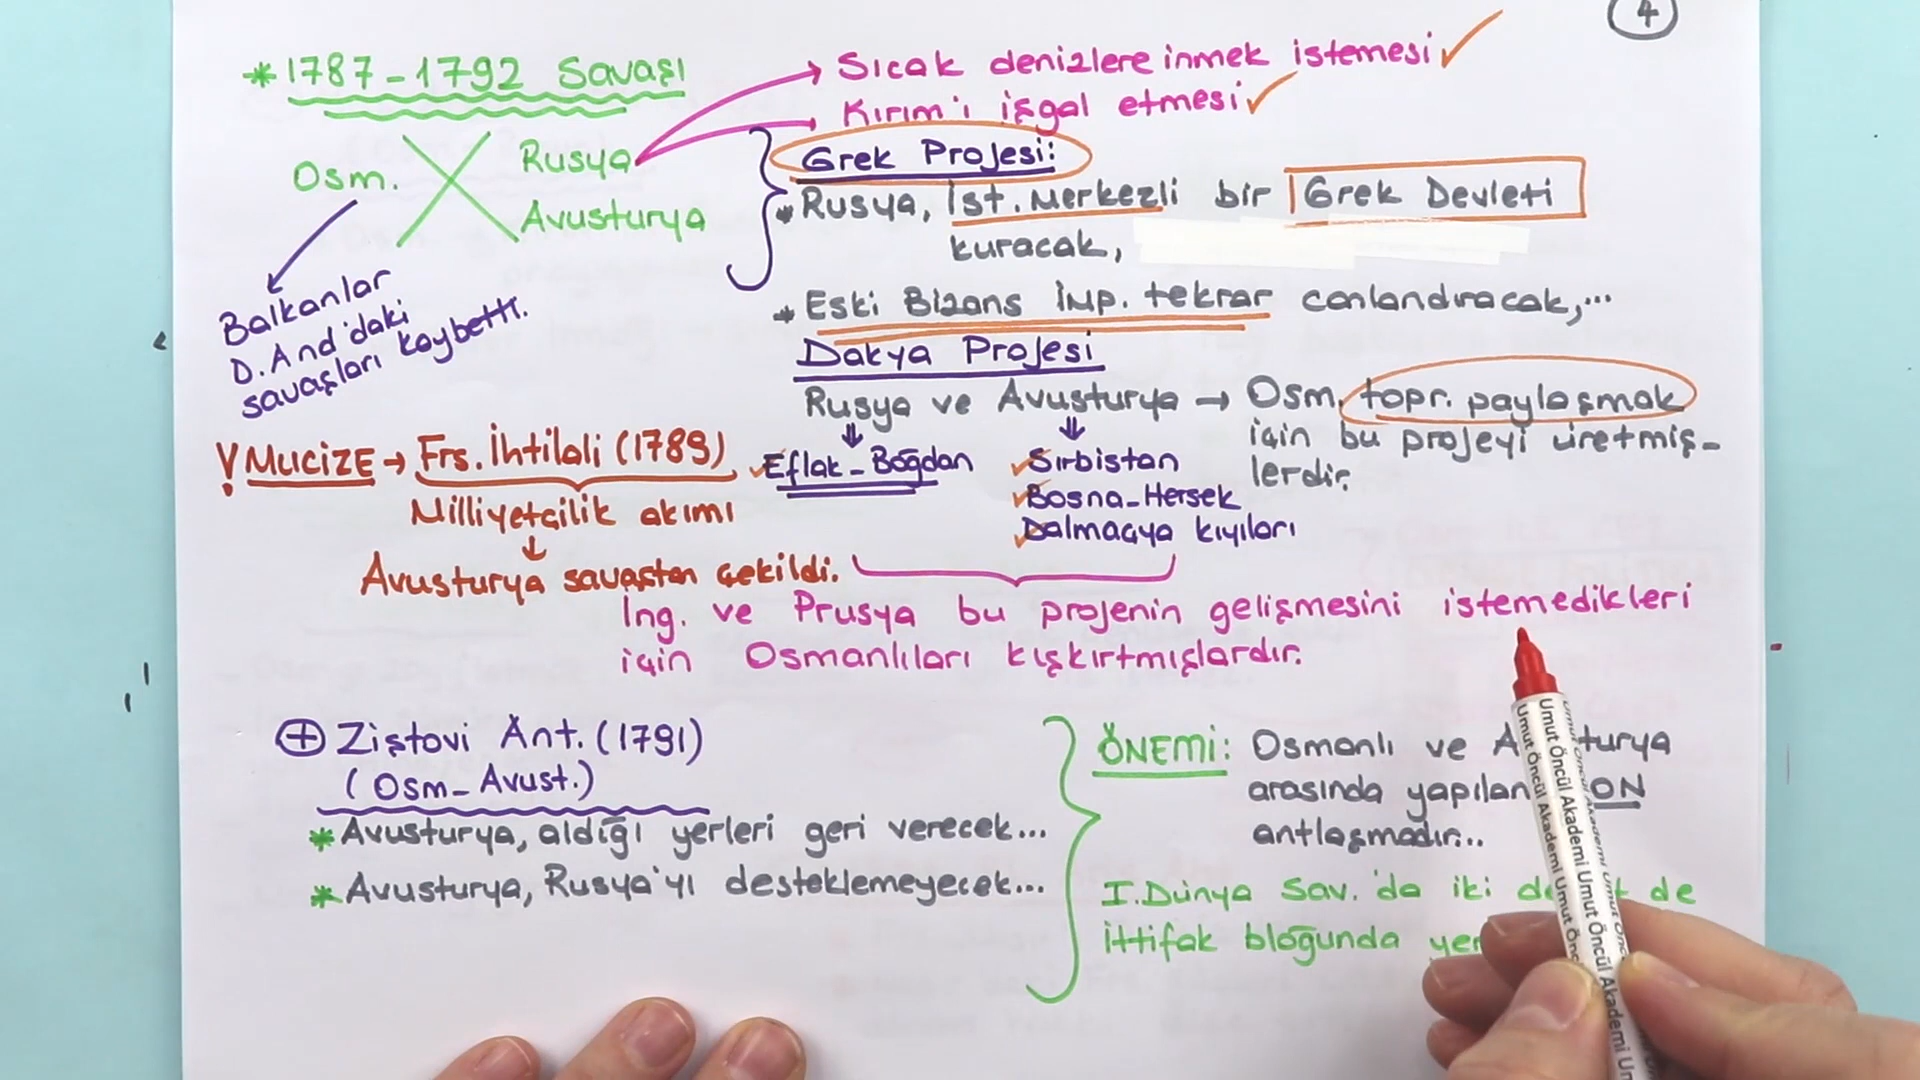 4
* 1787-1792 Savaşı
Osm.
Rusya
Avusturya
Sıcak denizlere inmek istemesi
Kırım'ı işgal etmesi
Grek Projesi:
* Rusya, İst. Merkezli bir Grek Devleti
kuracak,
* Eski Bizans İmp. tekrar canlandıracak,...
Balkanlar
D. And'daki
savaşları kaybetti.
Dakya Projesi
Rusya ve Avusturya → Osm. topr. paylaşmak
için bu projeyi üretmiş-
lerdir.
Eflak-Boğdan
Sırbistan
Bosna-Hersek
Dalmaçya kıyıları
! Mucize → Frs. İhtilali (1789)
Milliyetçilik akımı
↓
Avusturya savaştan çekildi.
İng. ve Prusya bu projenin gelişmesini istemedikleri
için Osmanlıları kışkırtmışlardır.
+ Ziştovi Ant. (1791)
(Osm- Avust.)
* Avusturya, aldığı yerleri geri verecek...
* Avusturya, Rusya'yı desteklemeyecek...
ÖNEMİ: Osmanlı ve
arasında yapılan ON
antlaşmadır...
I. Dünya Sav.'da iki de
İttifak bloğunda
Umut Öncül Akademi Umut Öncül Akademi
Umut Öncül Akademi Umut